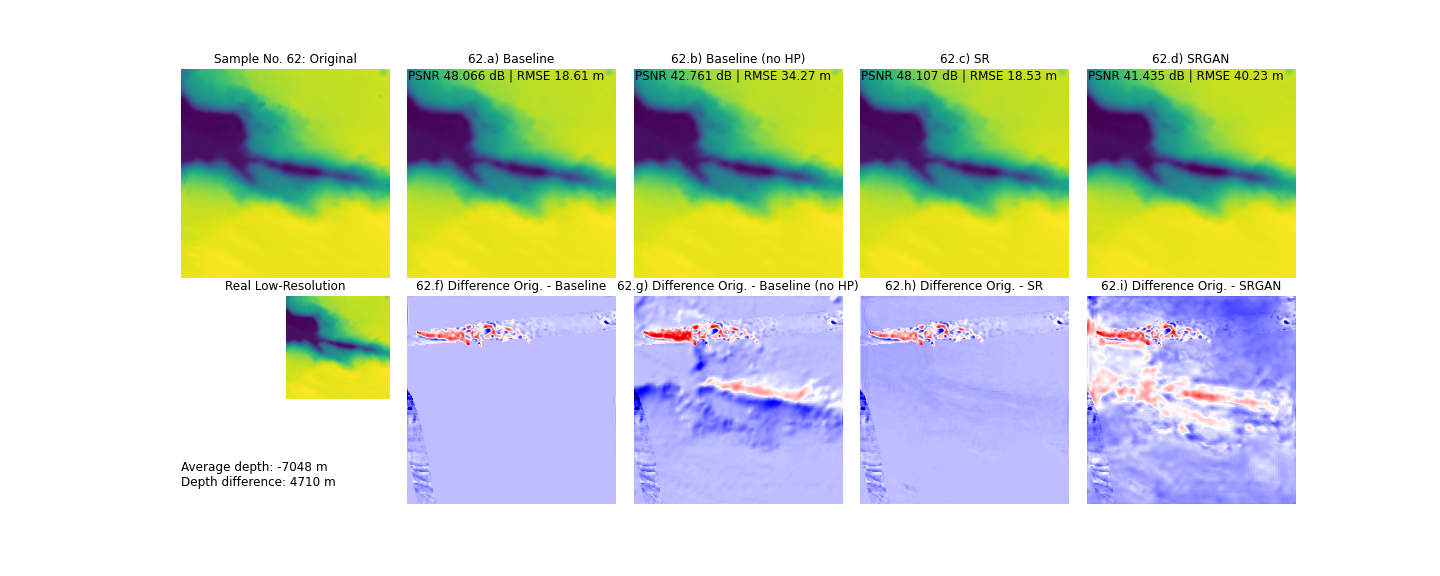 Sample No. 62: Original
62.a) Baseline
62.b) Baseline (no HP)
62.c) SR
62.d) SRGAN
PSNR 48.066 dB | RMSE 18.61 m
PSNR 42.761 dB | RMSE 34.27 m
PSNR 48.107 dB | RMSE 18.53 m
PSNR 41.435 dB | RMSE 40.23 m
Real Low-Resolution
62.f) Difference Orig. - Baseline
62.g) Difference Orig. - Baseline (no HP)
62.h) Difference Orig. - SR
62.i) Difference Orig. - SRGAN
Average depth: -7048 m
Depth difference: 4710 m